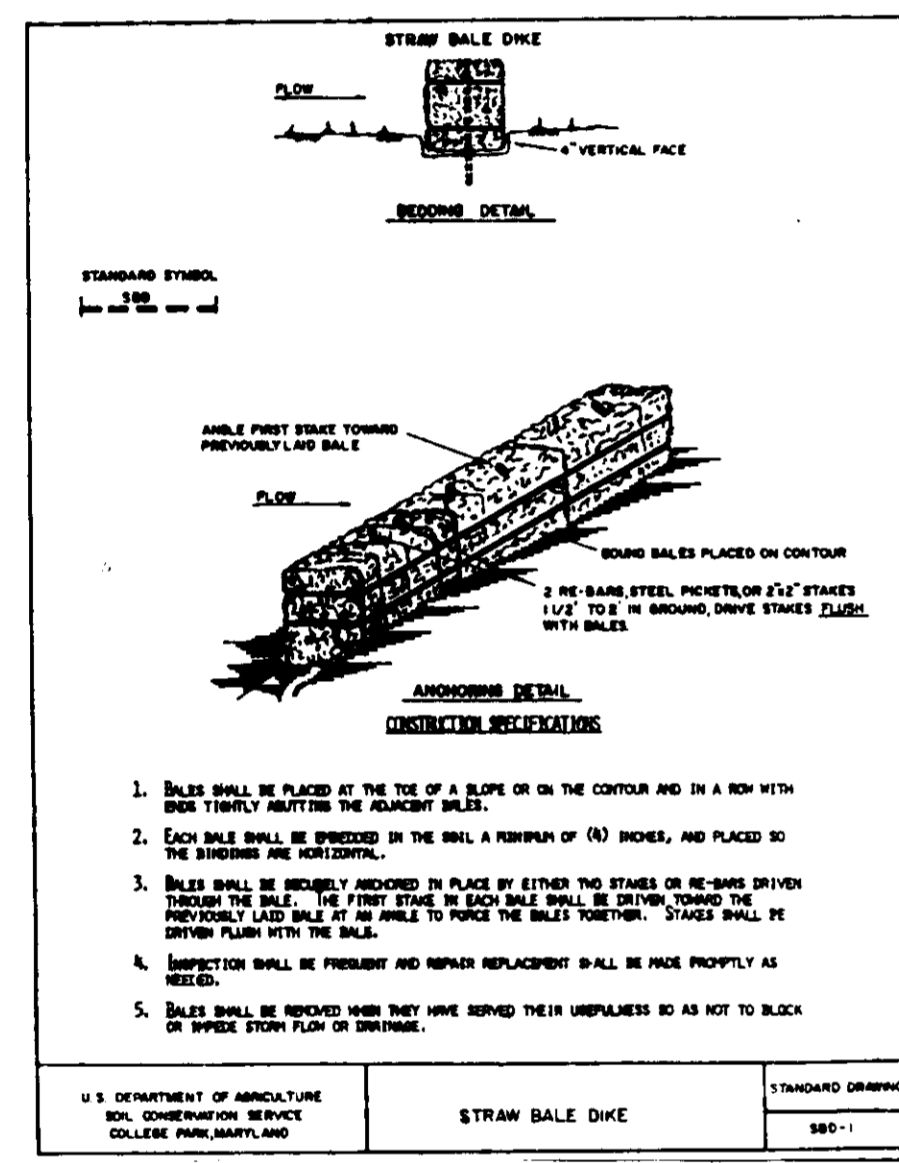 STRAW BALE DIKE
FLOW
4" VERTICAL FACE
BEDDING DETAIL
STANDARD SYMBOL
SBD
ANGLE FIRST STAKE TOWARD
PREVIOUSLY LAID BALE
FLOW
BOUND BALES PLACED ON CONTOUR
2 RE-BARS, STEEL PICKETS, OR 2"x2" STAKES
1 1/2' TO 2' IN GROUND, DRIVE STAKES FLUSH
WITH BALES.
ANCHORING DETAIL
CONSTRUCTION SPECIFICATIONS
1. BALES SHALL BE PLACED AT THE TOE OF A SLOPE OR ON THE CONTOUR AND IN A ROW WITH
ENDS TIGHTLY ABUTTING THE ADJACENT BALES.
2. EACH BALE SHALL BE EMBEDDED IN THE SOIL A MINIMUM OF (4) INCHES, AND PLACED SO
THE BINDINGS ARE HORIZONTAL.
3. BALES SHALL BE SECURELY ANCHORED IN PLACE BY EITHER TWO STAKES OR RE-BARS DRIVEN
THROUGH THE BALE. THE FIRST STAKE IN EACH BALE SHALL BE DRIVEN TOWARD THE
PREVIOUSLY LAID BALE AT AN ANGLE TO FORCE THE BALES TOGETHER. STAKES SHALL BE
DRIVEN FLUSH WITH THE BALE.
4. INSPECTION SHALL BE FREQUENT AND REPAIR REPLACEMENT SHALL BE MADE PROMPTLY AS
NEEDED.
5. BALES SHALL BE REMOVED WHEN THEY HAVE SERVED THEIR USEFULNESS SO AS NOT TO BLOCK
OR IMPEDE STORM FLOW OR DRAINAGE.
U.S. DEPARTMENT OF AGRICULTURE
SOIL CONSERVATION SERVICE
COLLEGE PARK, MARYLAND
STRAW BALE DIKE
STANDARD DRAWING
SBD-1